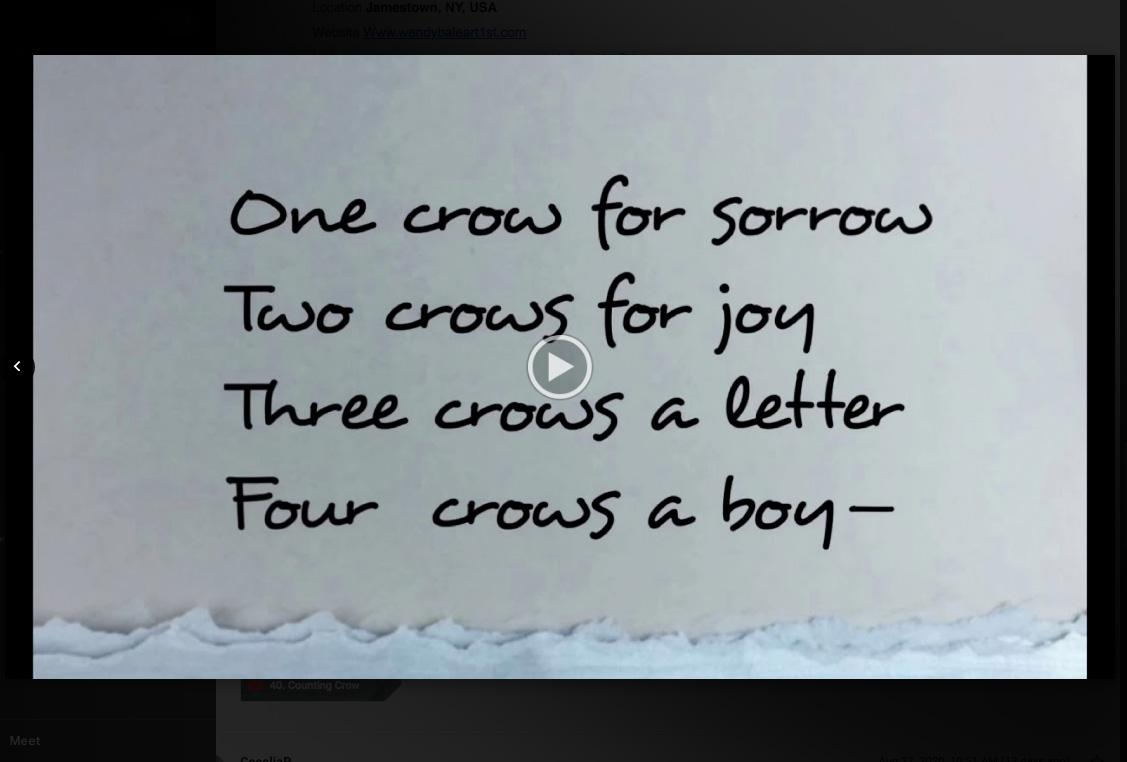 Location Jamestown, NY, USA
Website Www.wendybaleart1st.com
One crow for sorrow
Two crows for joy
Three crows a letter
Four crows a boy—
40. Counting Crow
Meet
CeceliaR